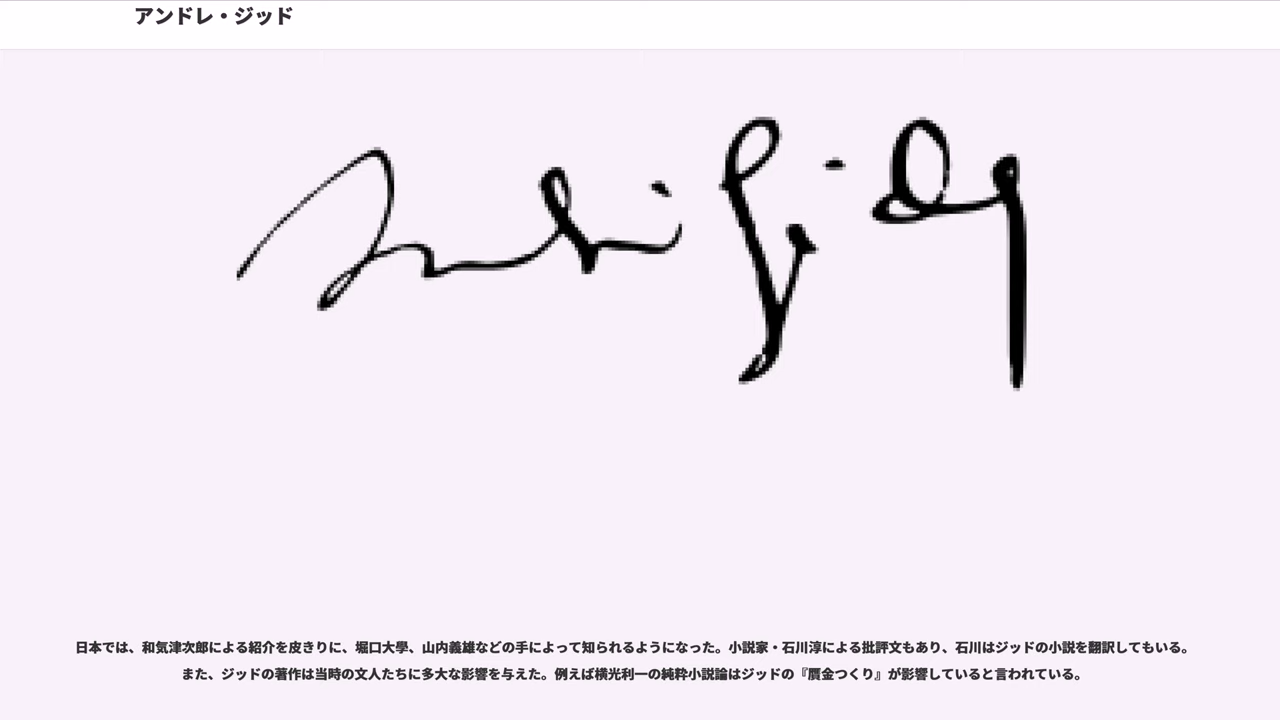 アンドレ・ジッド
André Gide
日本では、和気津次郎による紹介を皮きりに、堀口大學、山内義雄などの手によって知られるようになった。小説家・石川淳による批評文もあり、石川はジッドの小説を翻訳してもいる。
また、ジッドの著作は当時の文人たちに多大な影響を与えた。例えば横光利一の純粋小説論はジッドの『贋金つくり』が影響していると言われている。